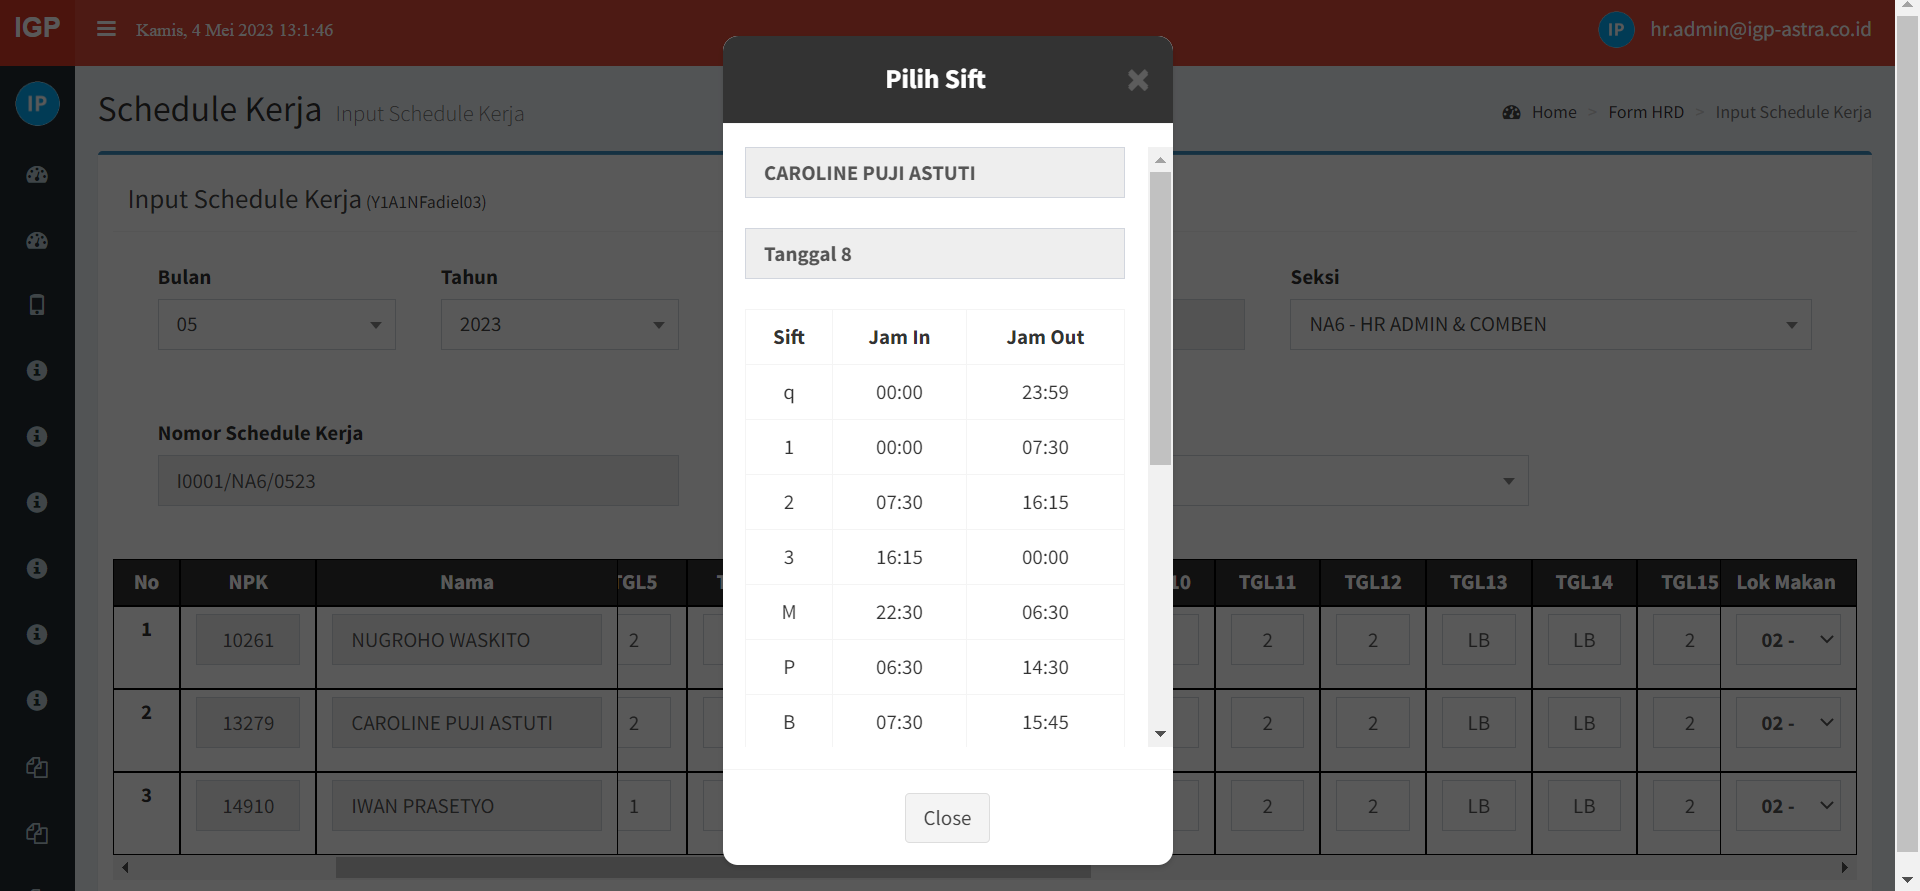 IGP
Kamis, 4 Mei 2023 13:1:46
IP
hr.admin@igp-astra.co.id
IP
Schedule Kerja Input Schedule Kerja
Home > Form HRD > Input Schedule Kerja
Input Schedule Kerja (Y1A1NFadiel03)
Bulan
Tahun
Seksi
05
2023
NA6 - HR ADMIN & COMBEN
Nomor Schedule Kerja
I0001/NA6/0523
No NPK Nama TGL5 10 TGL11 TGL12 TGL13 TGL14 TGL15 Lok Makan
1 10261 NUGROHO WASKITO 2 2 2 LB LB 2 02 -
2 13279 CAROLINE PUJI ASTUTI 2 2 2 LB LB 2 02 -
3 14910 IWAN PRASETYO 1 2 2 LB LB 2 02 -
Pilih Sift ×
CAROLINE PUJI ASTUTI
Tanggal 8
Sift Jam In Jam Out
q 00:00 23:59
1 00:00 07:30
2 07:30 16:15
3 16:15 00:00
M 22:30 06:30
P 06:30 14:30
B 07:30 15:45
Close